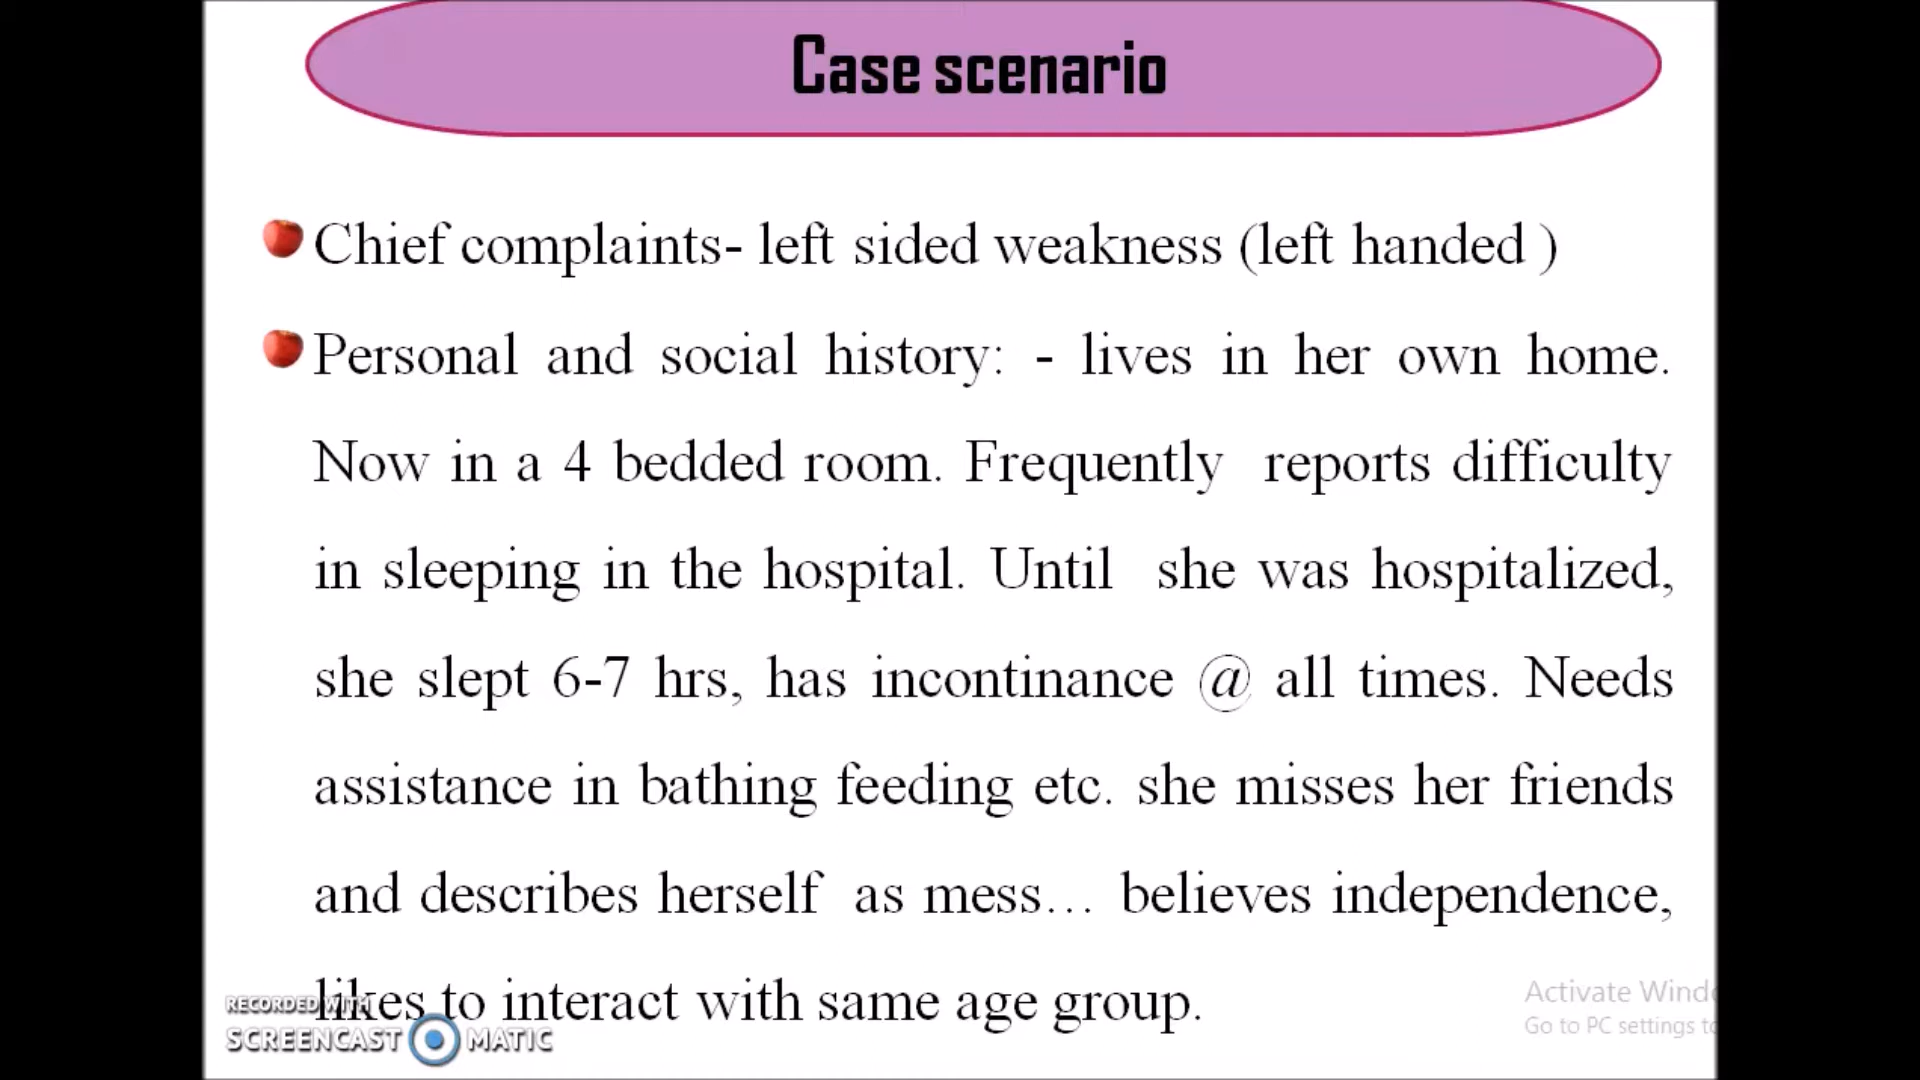 Case scenario
Chief complaints- left sided weakness (left handed )
Personal and social history: - lives in her own home.
Now in a 4 bedded room. Frequently reports difficulty
in sleeping in the hospital. Until she was hospitalized,
she slept 6-7 hrs, has incontinance @ all times. Needs
assistance in bathing feeding etc. she misses her friends
and describes herself as mess... believes independence,
likes to interact with same age group.
RECORDED WITH
SCREENCAST MATIC
Activate Windo
Go to PC settings to